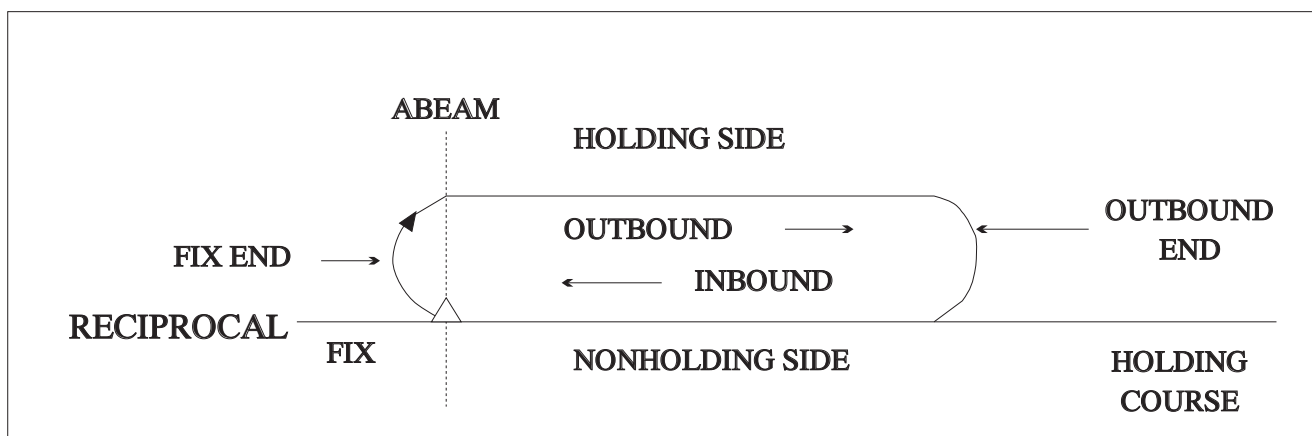 ABEAM
HOLDING SIDE
OUTBOUND
OUTBOUND
END
FIX END
INBOUND
RECIPROCAL
FIX
NONHOLDING SIDE
HOLDING
COURSE